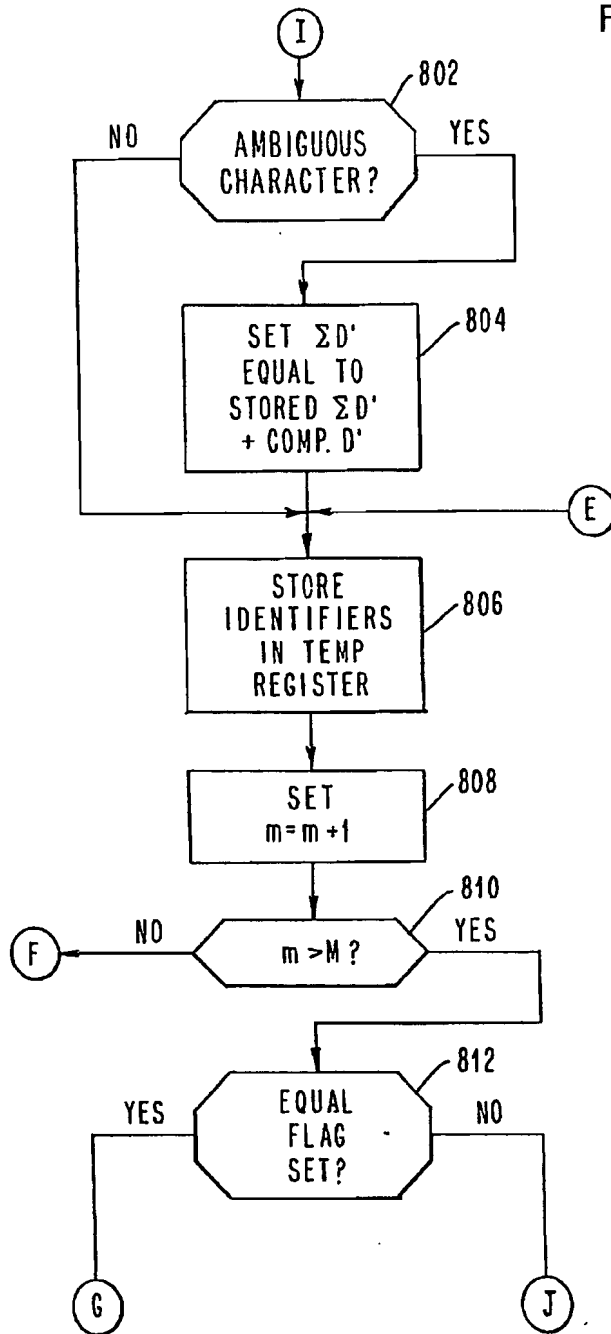 F
I
802
NO
YES
AMBIGUOUS
CHARACTER?
804
SET ΣD'
EQUAL TO
STORED ΣD'
+ COMP. D'
E
STORE
IDENTIFIERS
IN TEMP
REGISTER
806
SET
m=m+1
808
810
F
NO
m>M?
YES
812
YES
EQUAL
FLAG
SET?
NO
G
J